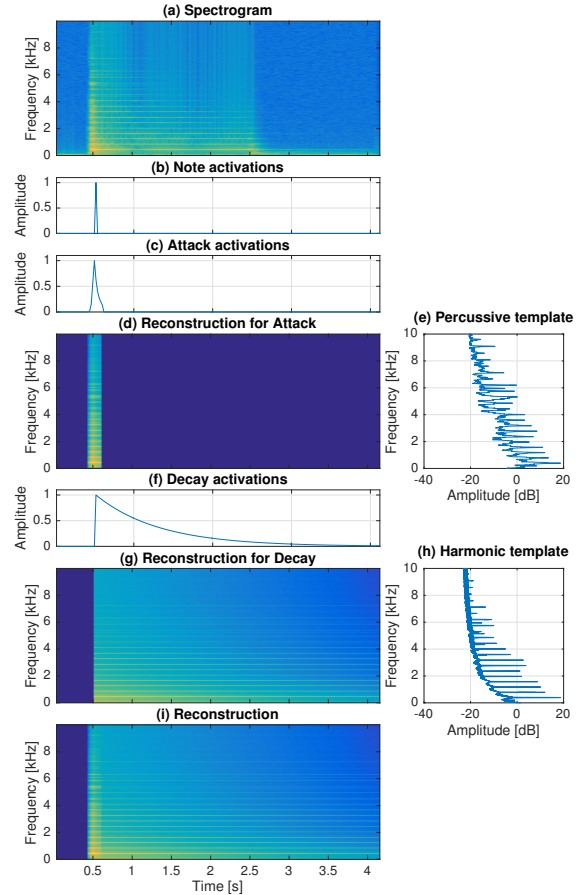 (a) Spectrogram
Frequency [kHz]
8
6
4
2
0
(b) Note activations
Amplitude
1
0.5
0
(c) Attack activations
Amplitude
1
0.5
0
(d) Reconstruction for Attack
Frequency [kHz]
8
6
4
2
0
(e) Percussive template
Frequency [kHz]
10
8
6
4
2
0
-40 -20 0 20
Amplitude [dB]
(f) Decay activations
Amplitude
1
0.5
0
(g) Reconstruction for Decay
Frequency [kHz]
8
6
4
2
0
(h) Harmonic template
Frequency [kHz]
10
8
6
4
2
0
-40 -20 0 20
Amplitude [dB]
(i) Reconstruction
Frequency [kHz]
8
6
4
2
0
0.5 1 1.5 2 2.5 3 3.5 4
Time [s]